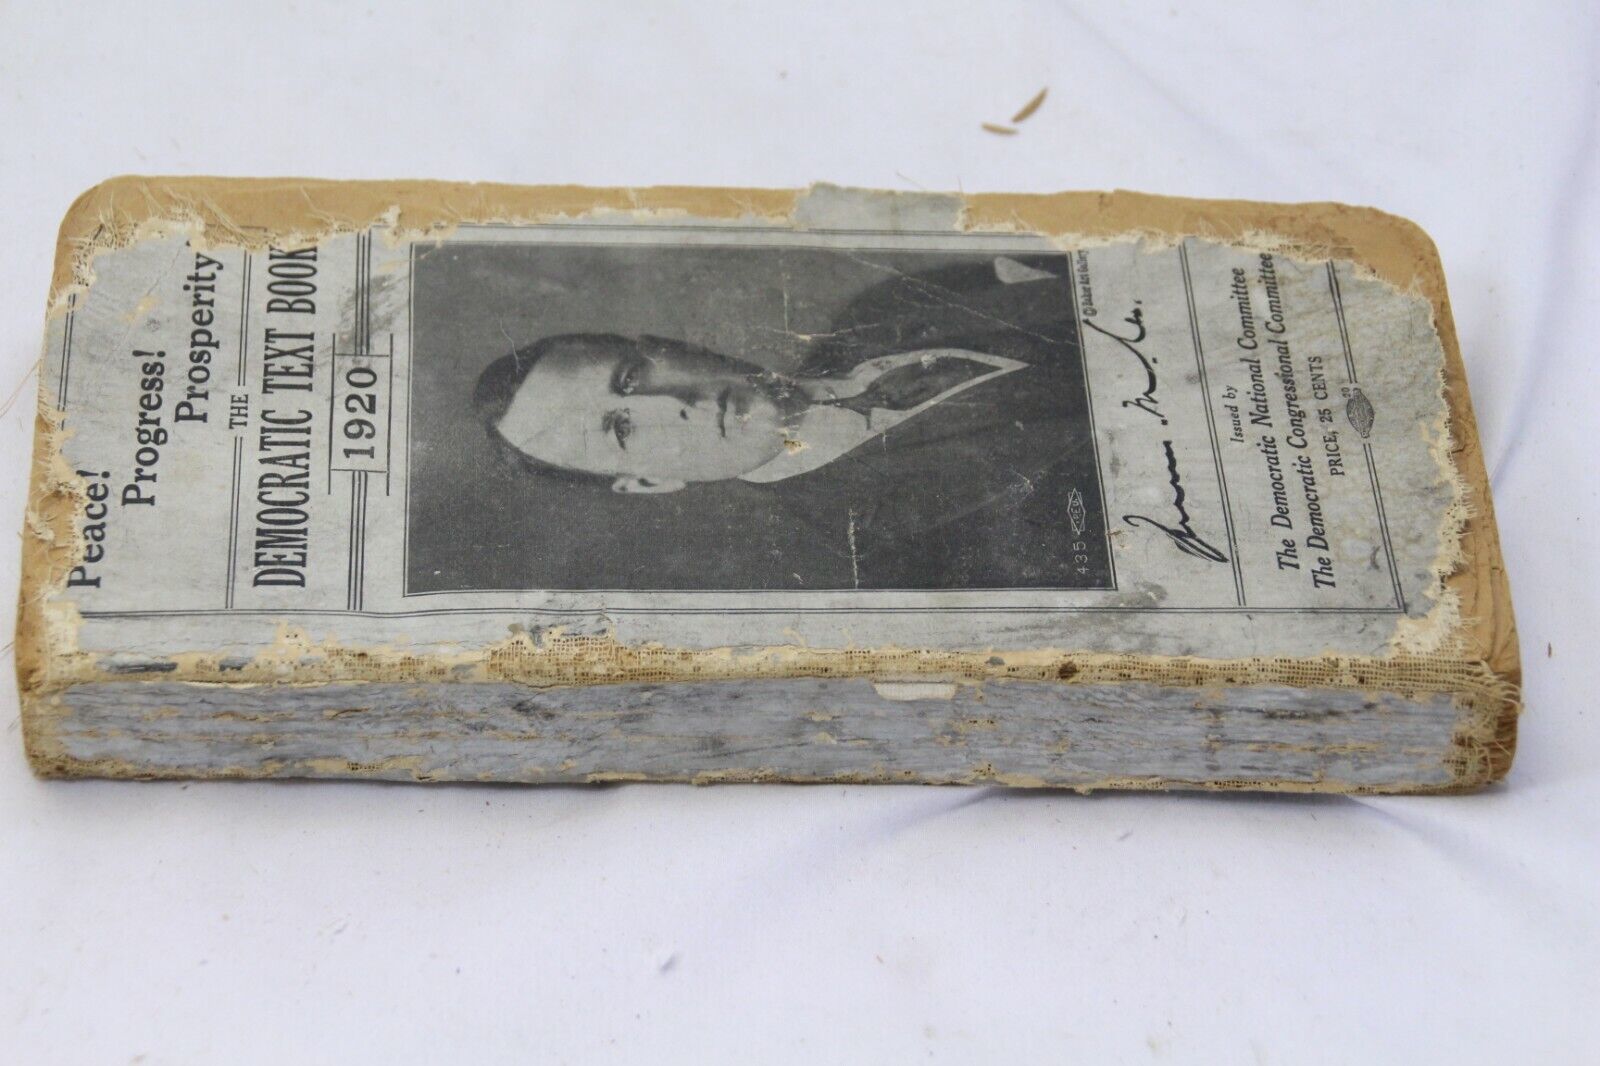 Peace!
Progress!
Prosperity
THE
DEMOCRATIC TEXT BOOK
1920
435
Issued by
The Democratic National Committee
The Democratic Congressional Committee
PRICE, 25 CENTS
20